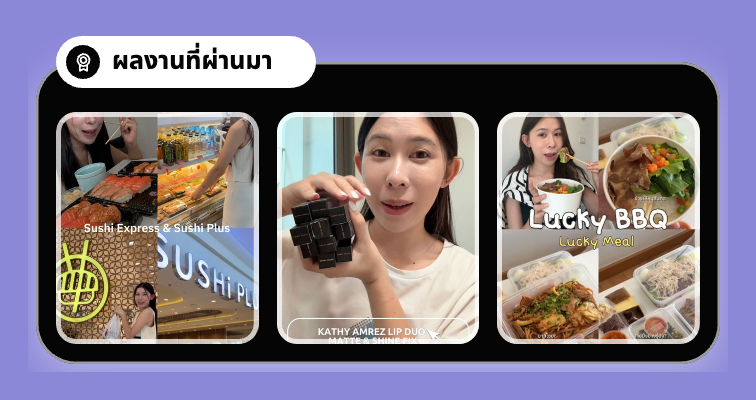 ผลงานที่ผ่านมา
Sushi Express & Sushi Plus
SUSHi PLU
KATHY AMREZ LIP DUO
MATTE & SHINE FIX
Lucky BBQ
Lucky Meal